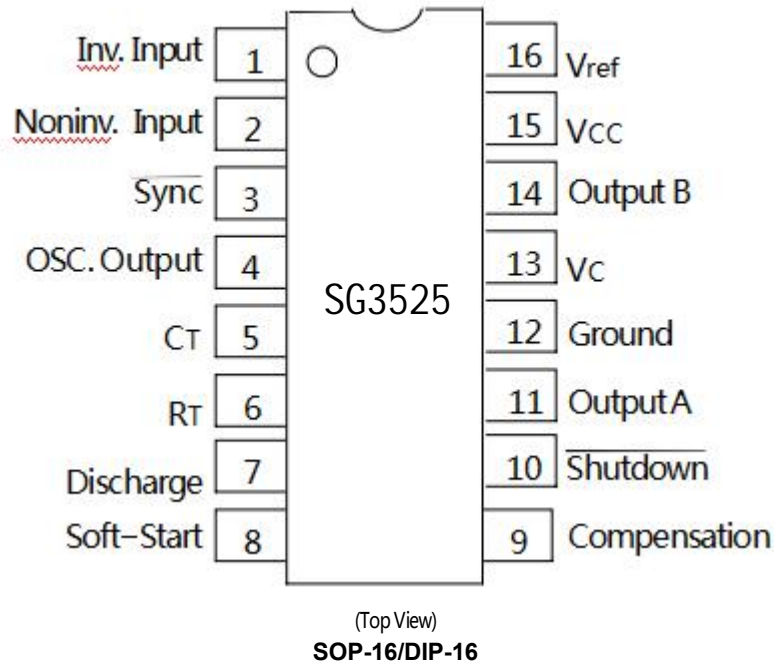 Inv. Input 1
Noninv. Input 2
Sync 3
OSC. Output 4
CT 5
RT 6
Discharge 7
Soft-Start 8
SG3525
16 Vref
15 VCC
14 Output B
13 VC
12 Ground
11 Output A
10 Shutdown
9 Compensation
(Top View)
SOP-16/DIP-16